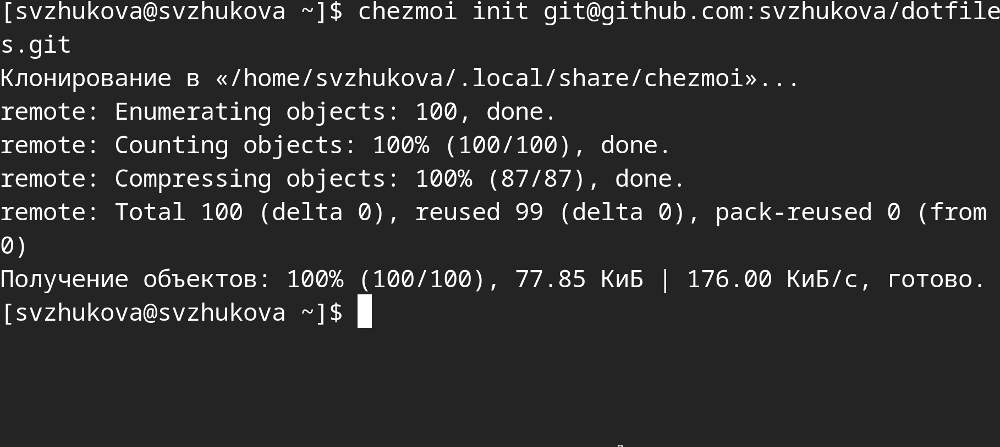 [svzhukova@svzhukova ~]$ chezmoi init git@github.com:svzhukova/dotfile
s.git
Клонирование в «/home/svzhukova/.local/share/chezmoi»...
remote: Enumerating objects: 100, done.
remote: Counting objects: 100% (100/100), done.
remote: Compressing objects: 100% (87/87), done.
remote: Total 100 (delta 0), reused 99 (delta 0), pack-reused 0 (from
0)
Получение объектов: 100% (100/100), 77.85 КиБ | 176.00 КиБ/с, готово.
[svzhukova@svzhukova ~]$